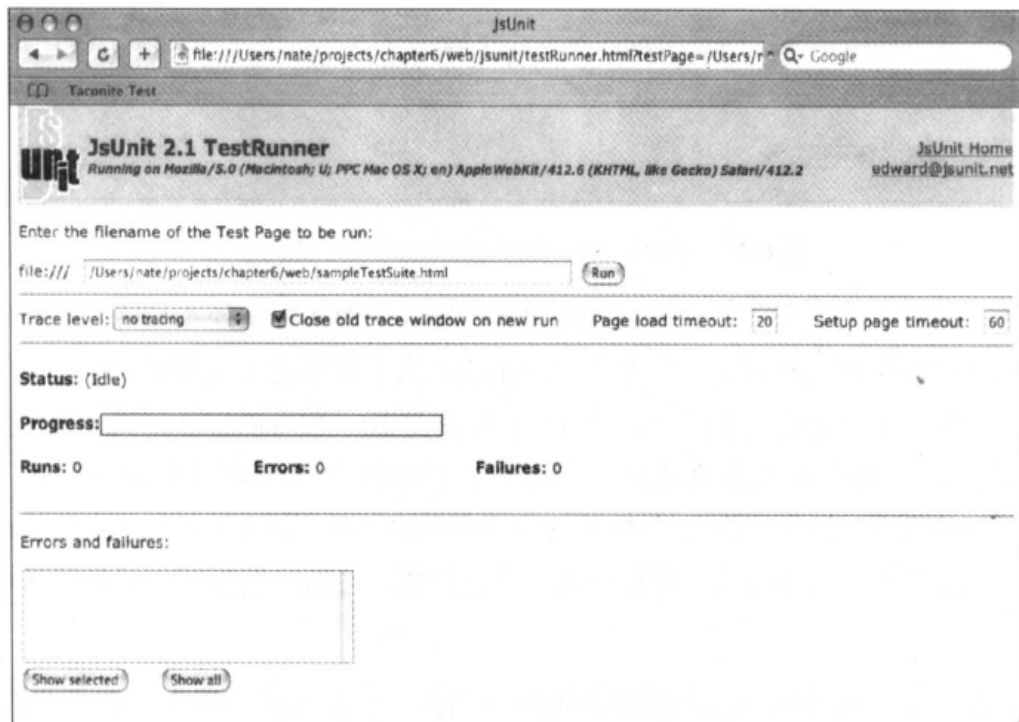 JsUnit
file:///Users/nate/projects/chapter6/web/jsunit/testRunner.html?testPage=/Users/r
Google
Taconite Test
JS
unit
JsUnit 2.1 TestRunner
JsUnit Home
Running on Mozilla/5.0 (Macintosh; U; PPC Mac OS X; en) AppleWebKit/412.6 (KHTML, like Gecko) Safari/412.2
edward@jsunit.net
Enter the filename of the Test Page to be run:
file:/// /Users/nate/projects/chapter6/web/sampleTestSuite.html Run
Trace level: no tracing Close old trace window on new run Page load timeout: 20 Setup page timeout: 60
Status: (Idle)
Progress:
Runs: 0 Errors: 0 Failures: 0
Errors and failures:
Show selected Show all